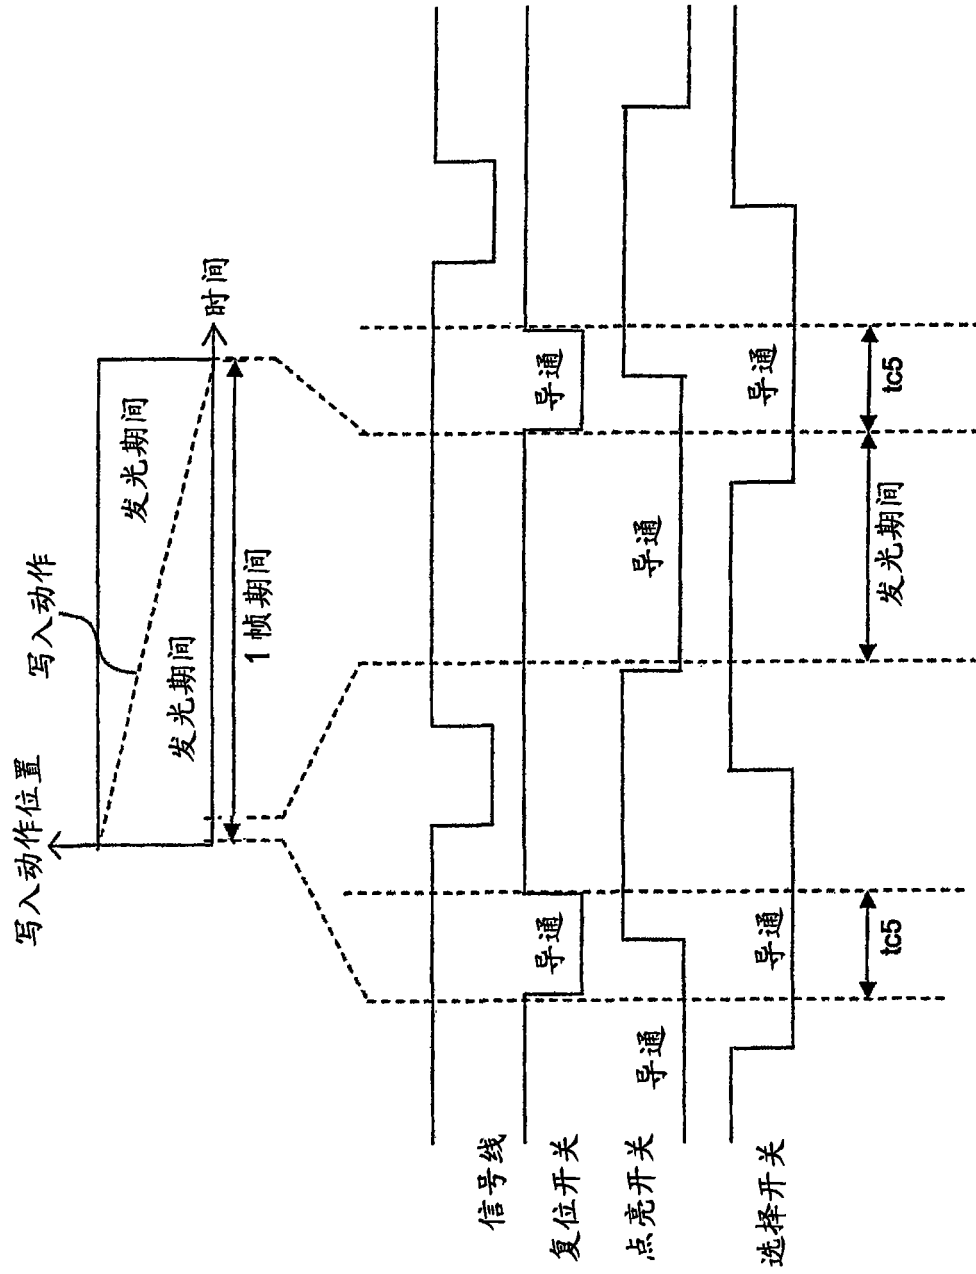 写入动作位置
写入动作
发光期间
发光期间
时间
1帧期间
信号线
复位开关
导通
导通
点亮开关
导通
导通
选择开关
导通
导通
tc5
发光期间
tc5